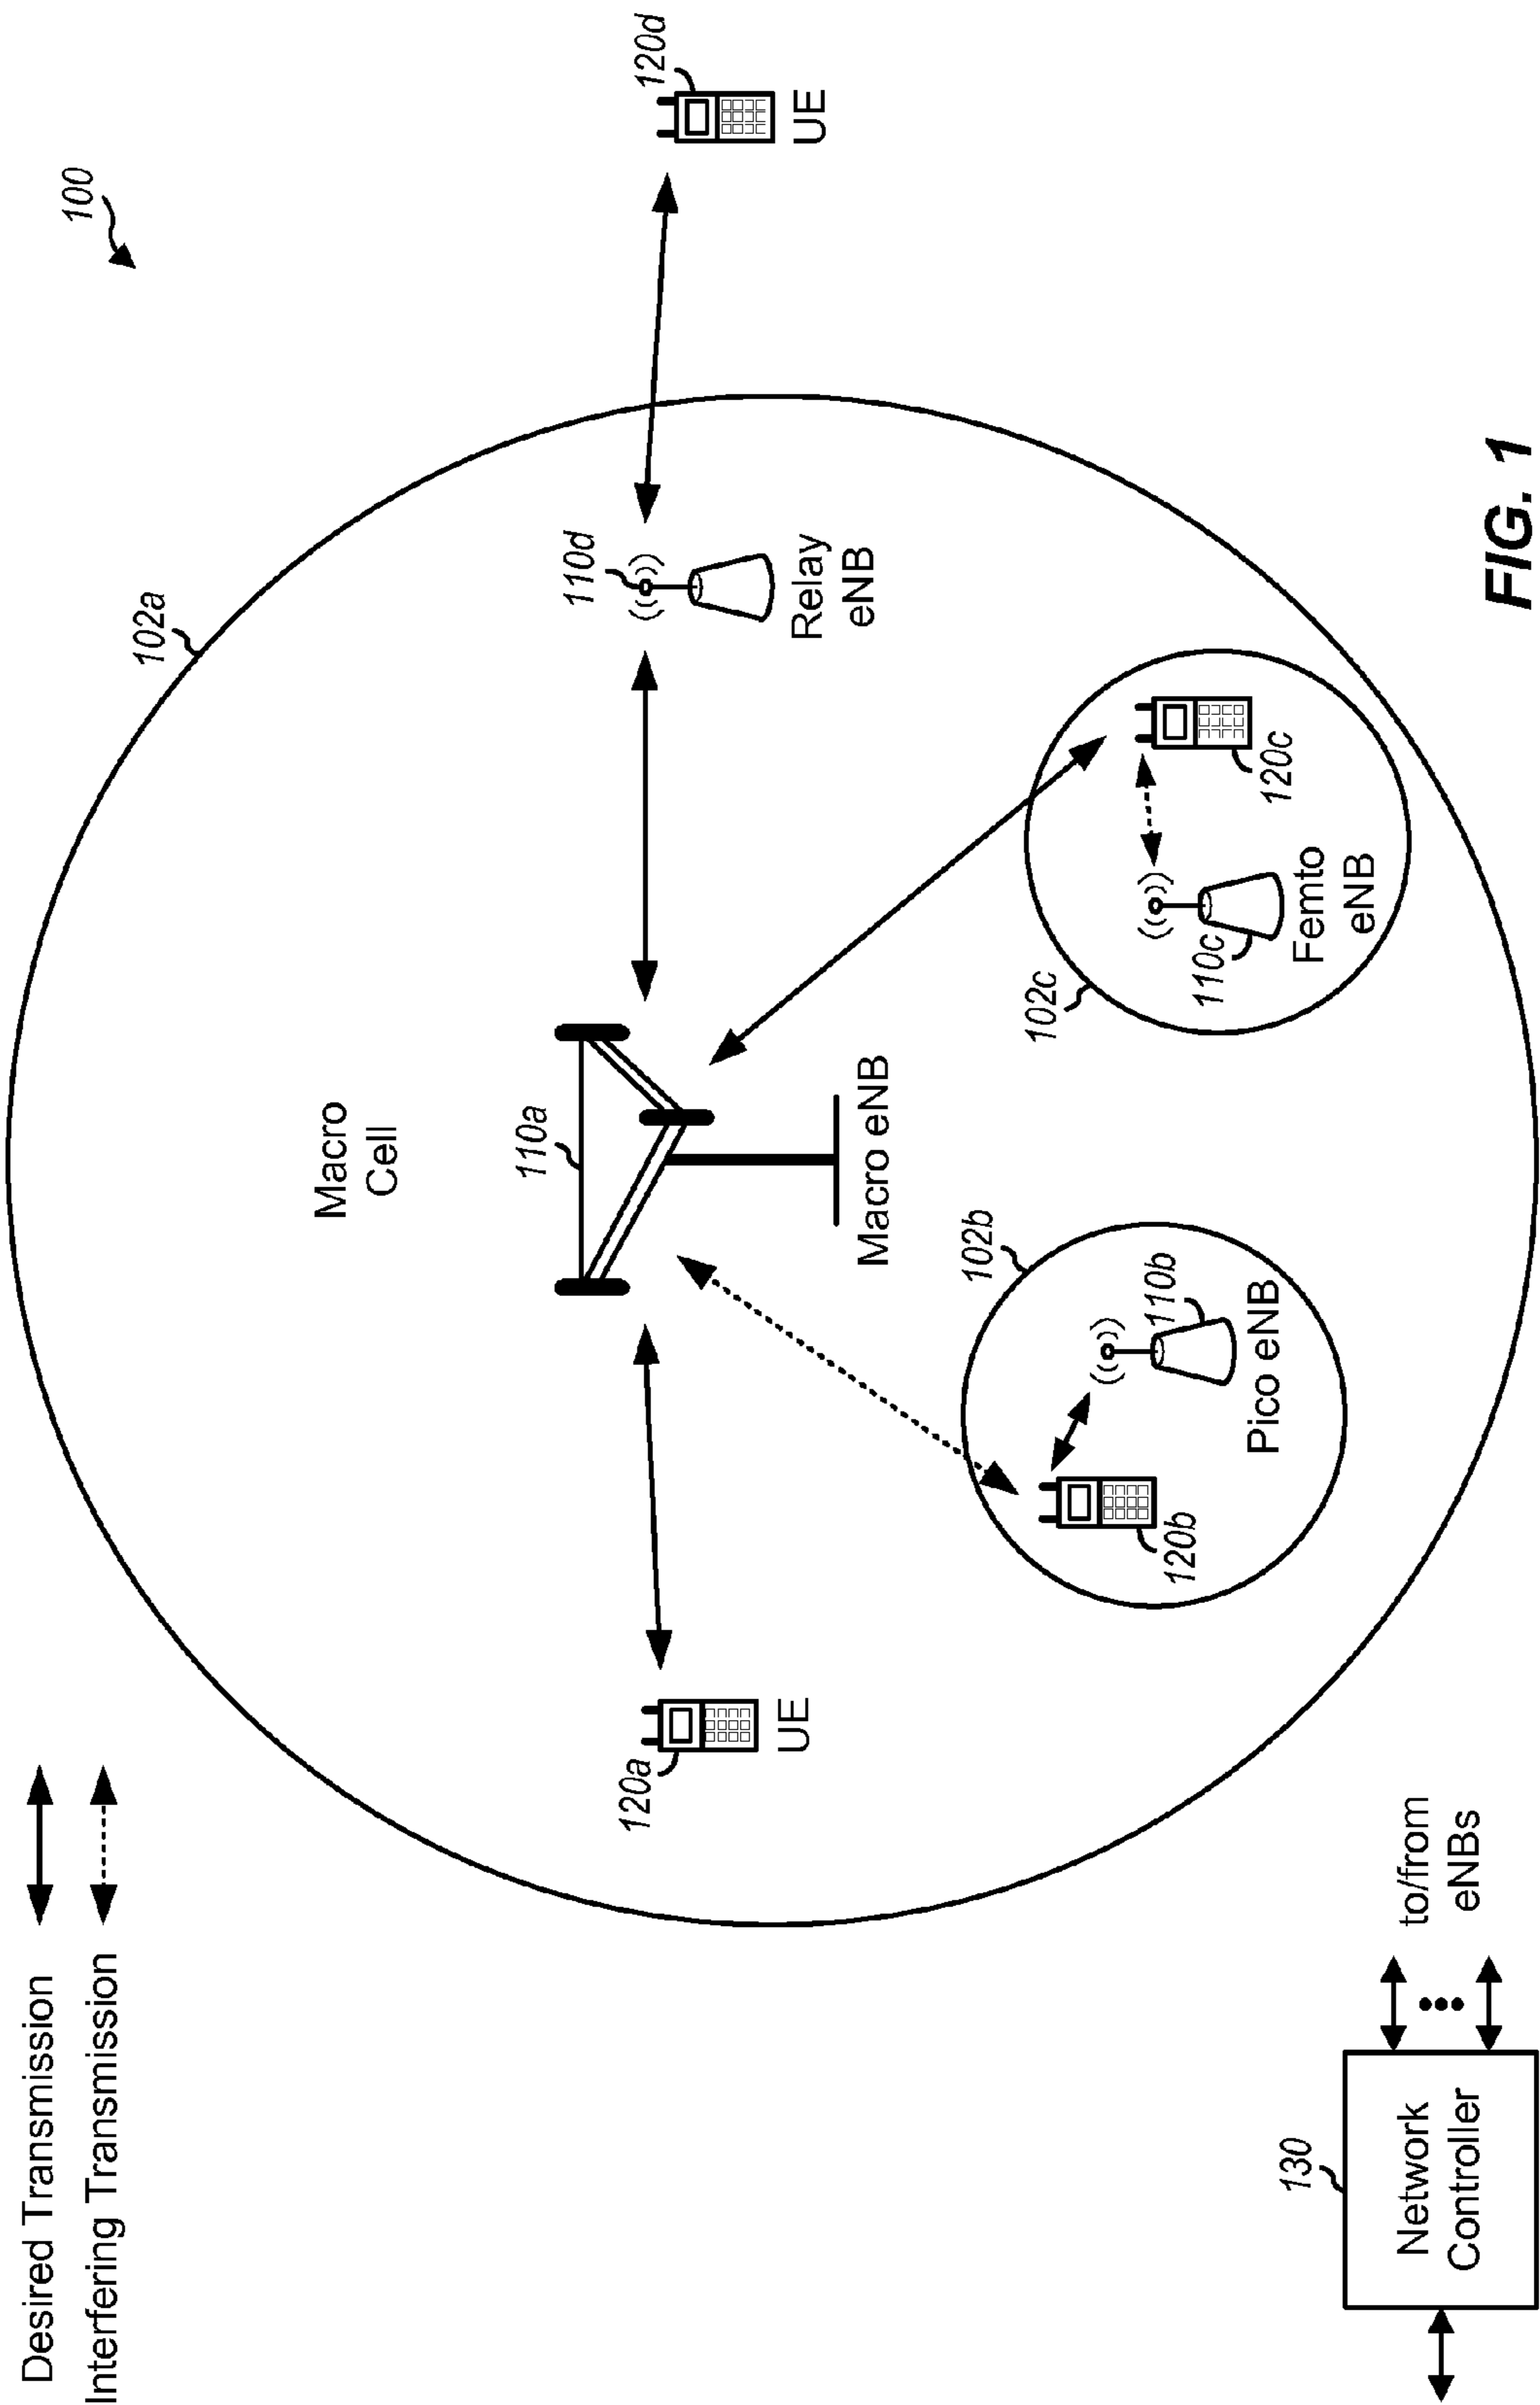 Desired Transmission
Interfering Transmission
100
102a
Macro
Cell
110a
Macro eNB
120a
UE
110d
Relay
eNB
120d
UE
102b
110b
Pico eNB
120b
102c
110c
Femto
eNB
120c
130
Network
Controller
to/from
eNBs
FIG. 1